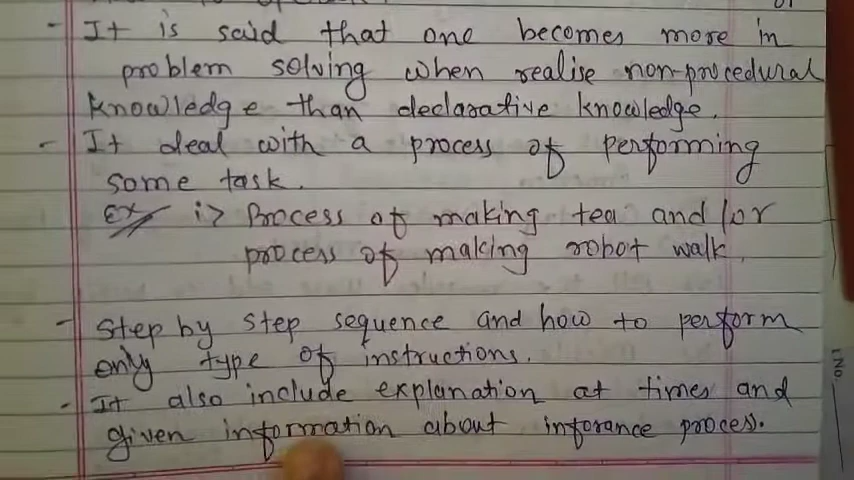 - It is said that one becomes more in
problem solving when realise non-procedural
knowledge than declarative knowledge.
- It deal with a process of performing
some task.
Ex i> Process of making tea and/or
process of making robot walk.
- Step by step sequence and how to perform
only type of instructions.
- It also include explanation at times and
given information about inforance process.